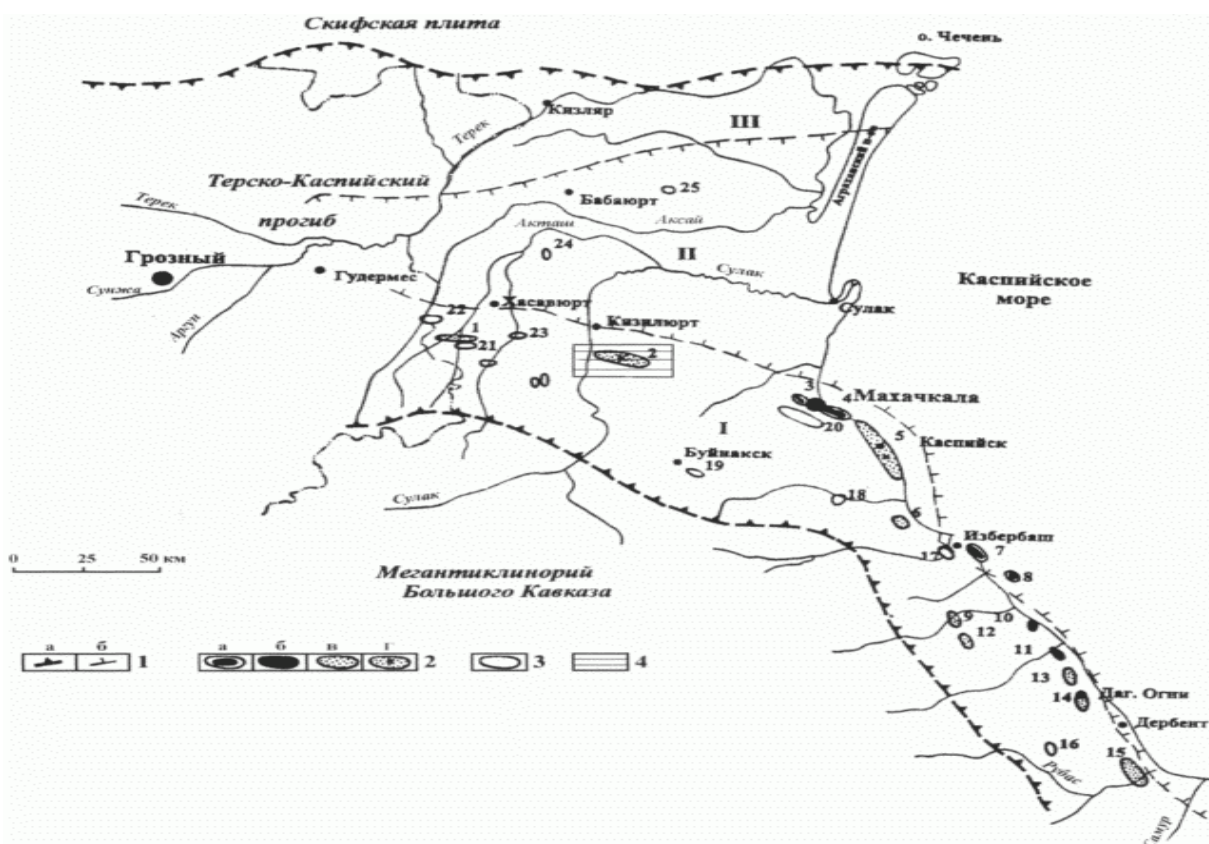 Скифская плита
о. Чечень
Кизляр
III
Терек
Аграханский п-ов
Терско-Каспийский
прогиб
25
Бабаюрт
Терек
Аксай
Акташ
24
II
Грозный
Гудермес
Сулак
Каспийское
море
Сунжа
Аргун
Хасавюрт
Сулак
22
Кизилюрт
1
23
21
2
3
4
Махачкала
20
5
Каспийск
I
Буйнакск
19
18
Сулак
6
Избербаш
17
7
0 25 50 км
8
Мегантиклинорий
Большого Кавказа
9
10
12
11
а б
1
а б в г
2
3
4
13
14
Даг. Огни
Дербент
16
15
Рубас
Самур